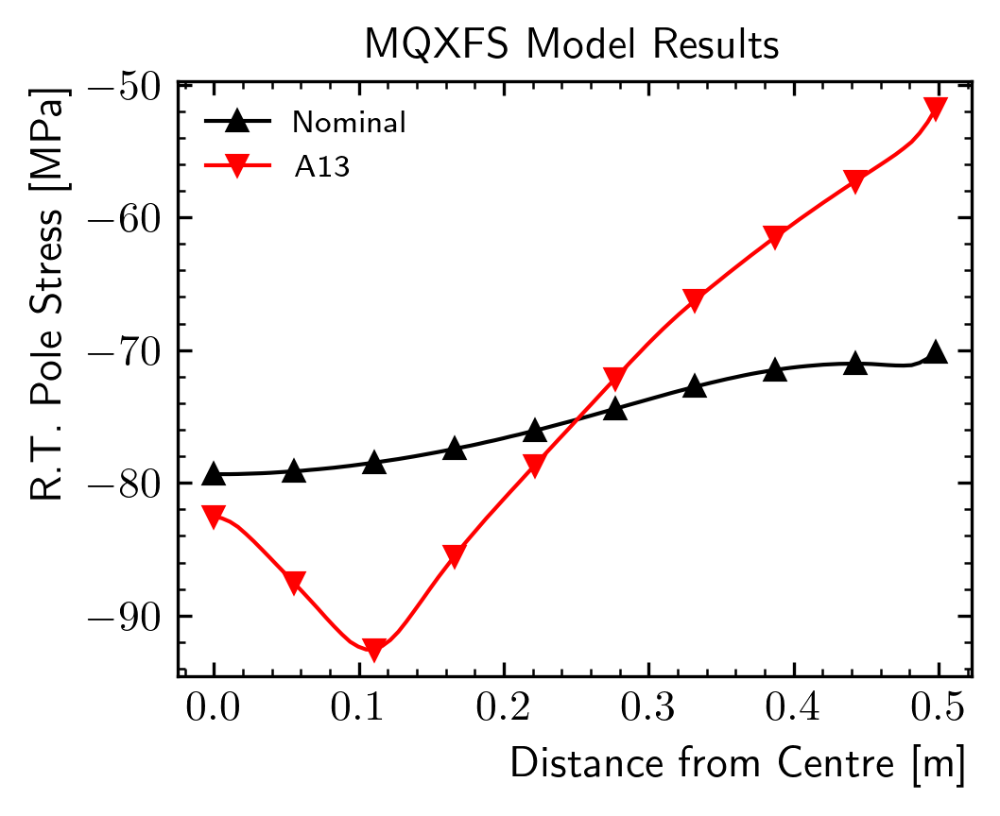 MQXFS Model Results
R.T. Pole Stress [MPa]
−50
−60
−70
−80
−90
Nominal
A13
0.0 0.1 0.2 0.3 0.4 0.5
Distance from Centre [m]